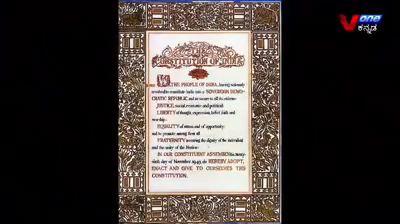 V one
ಕನ್ನಡ
THE
CONSTITUTION OF INDIA
WE, THE PEOPLE OF INDIA, having solemnly
resolved to constitute India into a SOVEREIGN DEMO-
CRATIC REPUBLIC and to secure to all its citizens:
JUSTICE, social, economic and political;
LIBERTY of thought, expression, belief, faith and
worship;
EQUALITY of status and of opportunity;
and to promote among them all
FRATERNITY assuring the dignity of the individual
and the unity of the Nation;
IN OUR CONSTITUENT ASSEMBLY this twenty-
sixth day of November 1949, do HEREBY ADOPT,
ENACT AND GIVE TO OURSELVES THIS
CONSTITUTION.